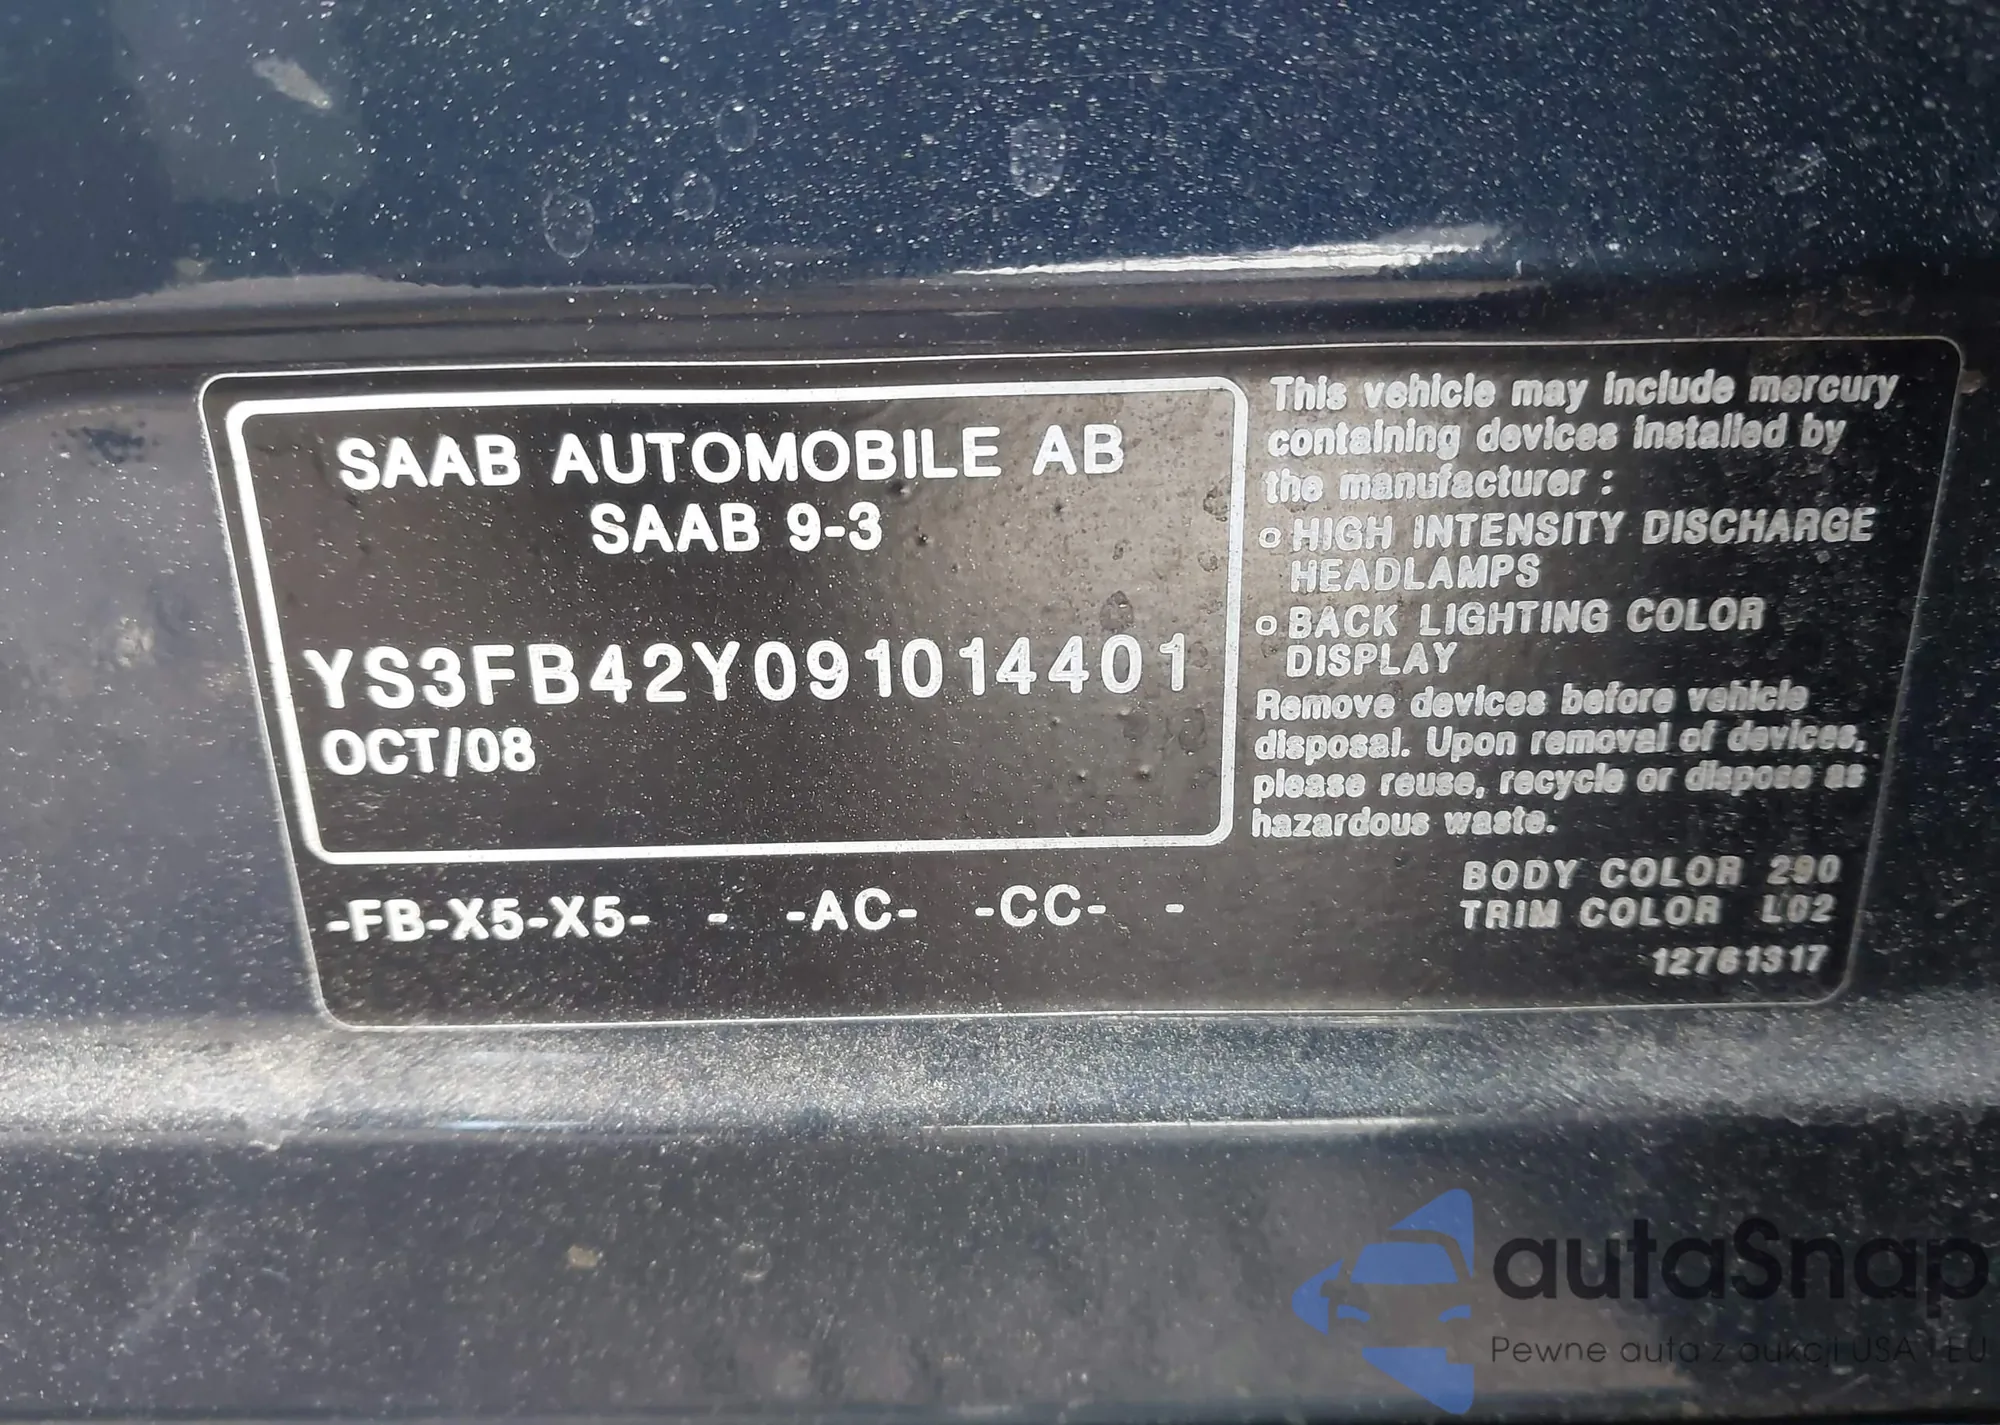 SAAB AUTOMOBILE AB
SAAB 9-3
YS3FB42Y091014401
OCT/08
-FB-X5-X5- - -AC- -CC- -
This vehicle may include mercury
containing devices installed by
the manufacturer :
o HIGH INTENSITY DISCHARGE
HEADLAMPS
o BACK LIGHTING COLOR
DISPLAY
Remove devices before vehicle
disposal. Upon removal of devices,
please reuse, recycle or dispose as
hazardous waste.
BODY COLOR 290
TRIM COLOR L02
12761317
autaSnap
Pewne auta z aukcji USA i EU